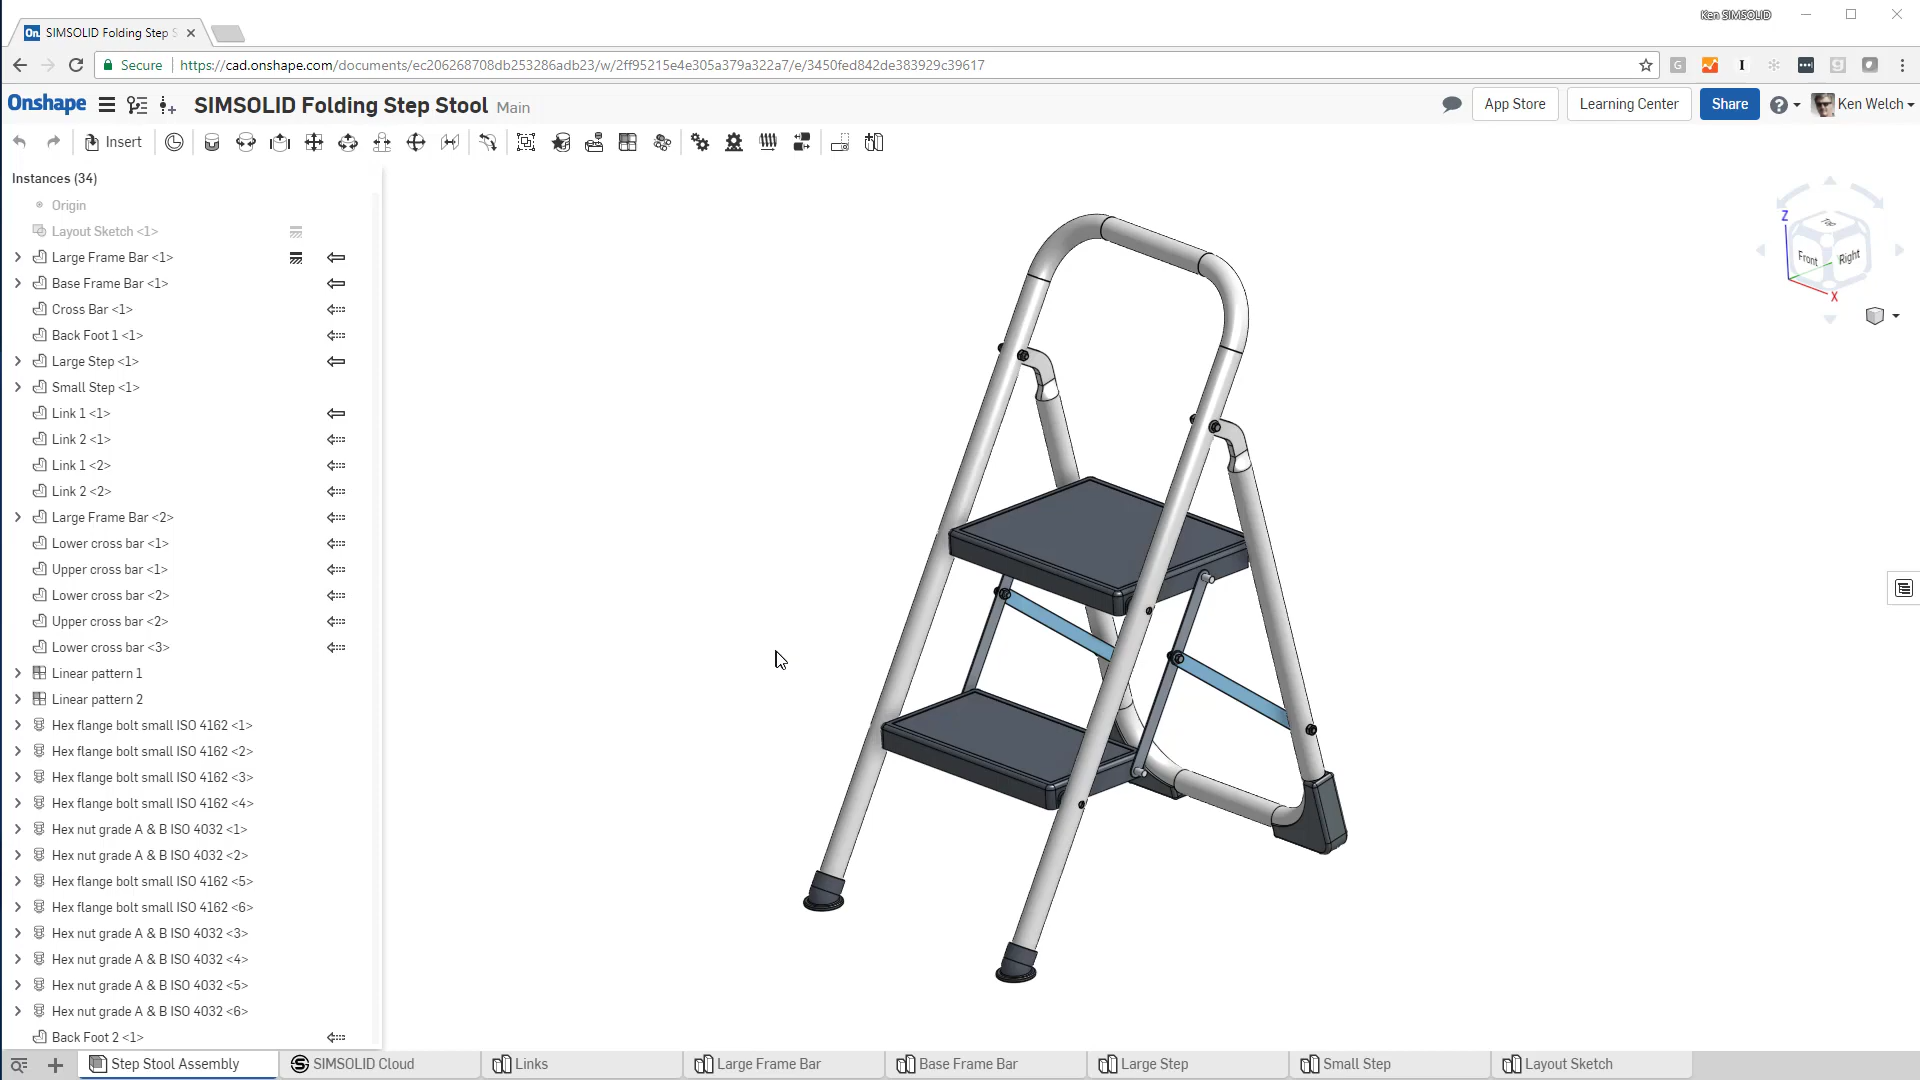 Ken SIMSOLID
On. SIMSOLID Folding Step S
Secure https://cad.onshape.com/documents/ec206268708db253286adb23/w/2ff95215e4e305a379a322a7/e/3450fed842de383929c39617
Onshape SIMSOLID Folding Step Stool Main App Store Learning Center Share Ken Welch
Insert
Instances (34)
Origin
Layout Sketch <1>
Large Frame Bar <1>
Base Frame Bar <1>
Cross Bar <1>
Back Foot 1 <1>
Large Step <1>
Small Step <1>
Link 1 <1>
Link 2 <1>
Link 1 <2>
Link 2 <2>
Large Frame Bar <2>
Lower cross bar <1>
Upper cross bar <1>
Lower cross bar <2>
Upper cross bar <2>
Lower cross bar <3>
Linear pattern 1
Linear pattern 2
Hex flange bolt small ISO 4162 <1>
Hex flange bolt small ISO 4162 <2>
Hex flange bolt small ISO 4162 <3>
Hex flange bolt small ISO 4162 <4>
Hex nut grade A & B ISO 4032 <1>
Hex nut grade A & B ISO 4032 <2>
Hex flange bolt small ISO 4162 <5>
Hex flange bolt small ISO 4162 <6>
Hex nut grade A & B ISO 4032 <3>
Hex nut grade A & B ISO 4032 <4>
Hex nut grade A & B ISO 4032 <5>
Hex nut grade A & B ISO 4032 <6>
Back Foot 2 <1>
Z
Top
Front Right
X
Step Stool Assembly SIMSOLID Cloud Links Large Frame Bar Base Frame Bar Large Step Small Step Layout Sketch